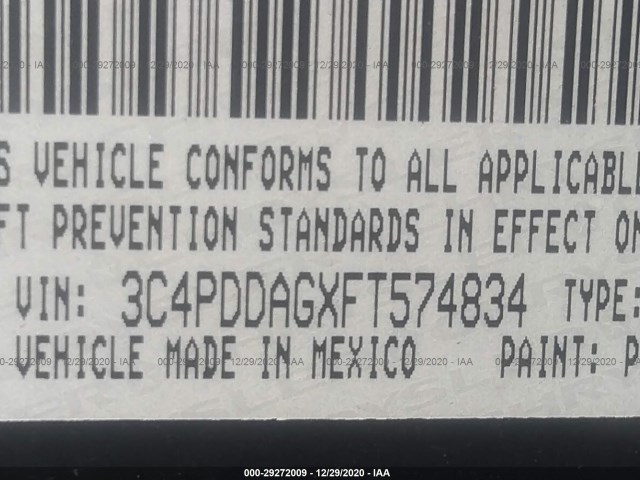 S VEHICLE CONFORMS TO ALL APPLICABL
FT PREVENTION STANDARDS IN EFFECT ON
VIN: 3C4PDDAGXFT574834 TYPE:
VEHICLE MADE IN MEXICO PAINT: P
000-29272009 - 12/29/2020 - IAA